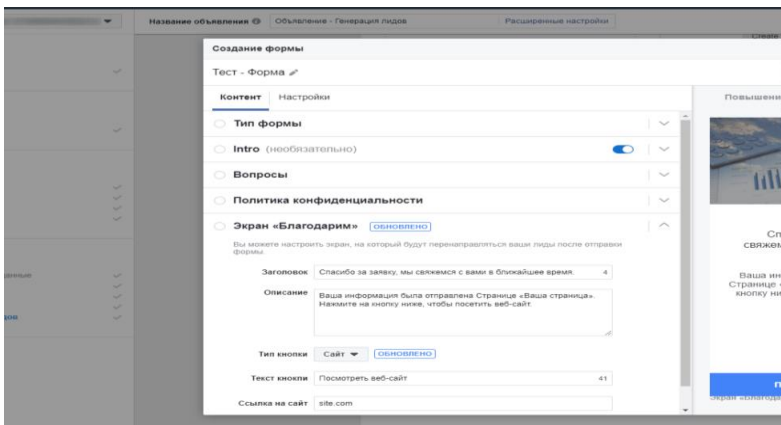 Название объявления Объявление - Генерация лидов Расширенные настройки
Create
Создание формы
Тест - Форма
Контент Настройки
Повышени
Тип формы
Intro (необязательно)
Вопросы
Политика конфиденциальности
Экран «Благодарим» ОБНОВЛЕНО
Вы можете настроить экран, на который будут перенаправляться ваши лиды после отправки
формы.
Заголовок Спасибо за заявку, мы свяжемся с вами в ближайшее время. 4
Описание Ваша информация была отправлена Странице «Ваша страница».
Нажмите на кнопку ниже, чтобы посетить веб-сайт
Тип кнопки Сайт ОБНОВЛЕНО
Текст кнопки Посмотреть веб-сайт 41
Ссылка на сайт site.com
Сп
свяжем
Ваша ин
Странице
кнопку ни
П